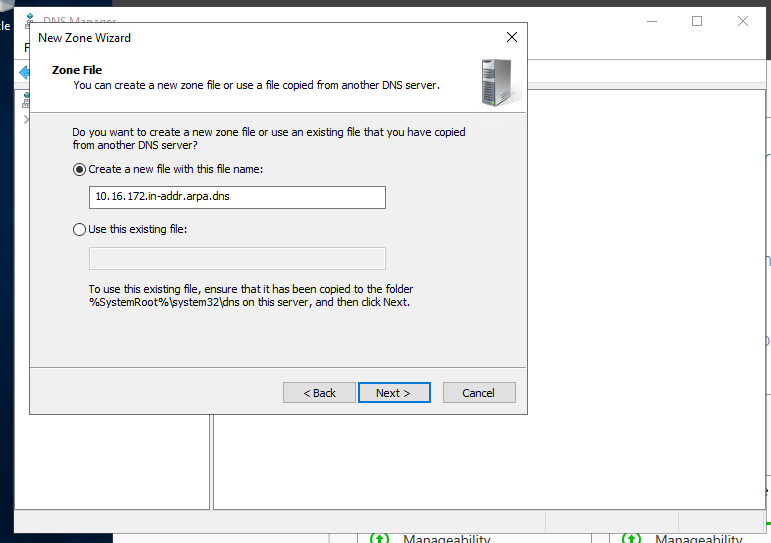 DNS Manager
New Zone Wizard
Zone File
You can create a new zone file or use a file copied from another DNS server.
Do you want to create a new zone file or use an existing file that you have copied
from another DNS server?
Create a new file with this file name:
10.16.172.in-addr.arpa.dns
Use this existing file:
To use this existing file, ensure that it has been copied to the folder
%SystemRoot%\system32\dns on this server, and then click Next.
< Back
Next >
Cancel
Manageability
Manageability